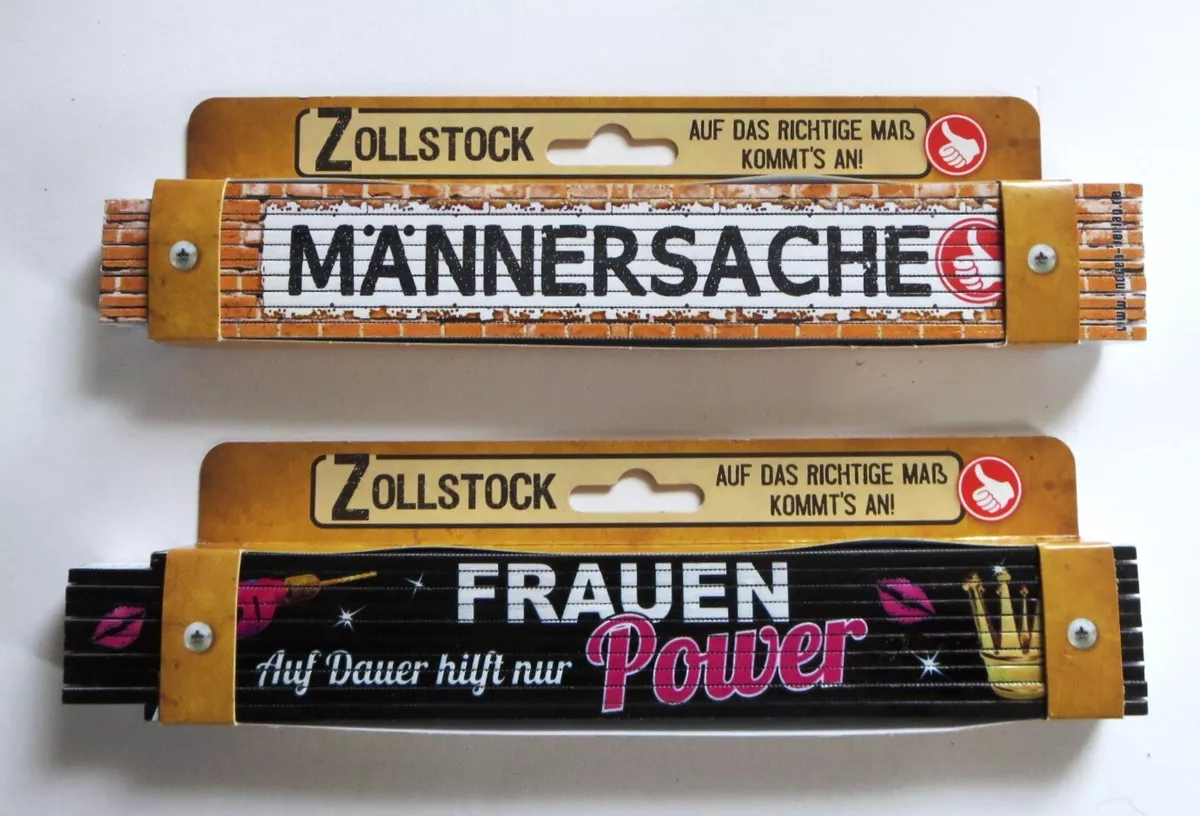 ZOLLSTOCK
AUF DAS RICHTIGE MAß
KOMMT'S AN!
MÄNNERSACHE
ZOLLSTOCK
AUF DAS RICHTIGE MAß
KOMMT'S AN!
FRAUEN
Auf Dauer hilft nur Power